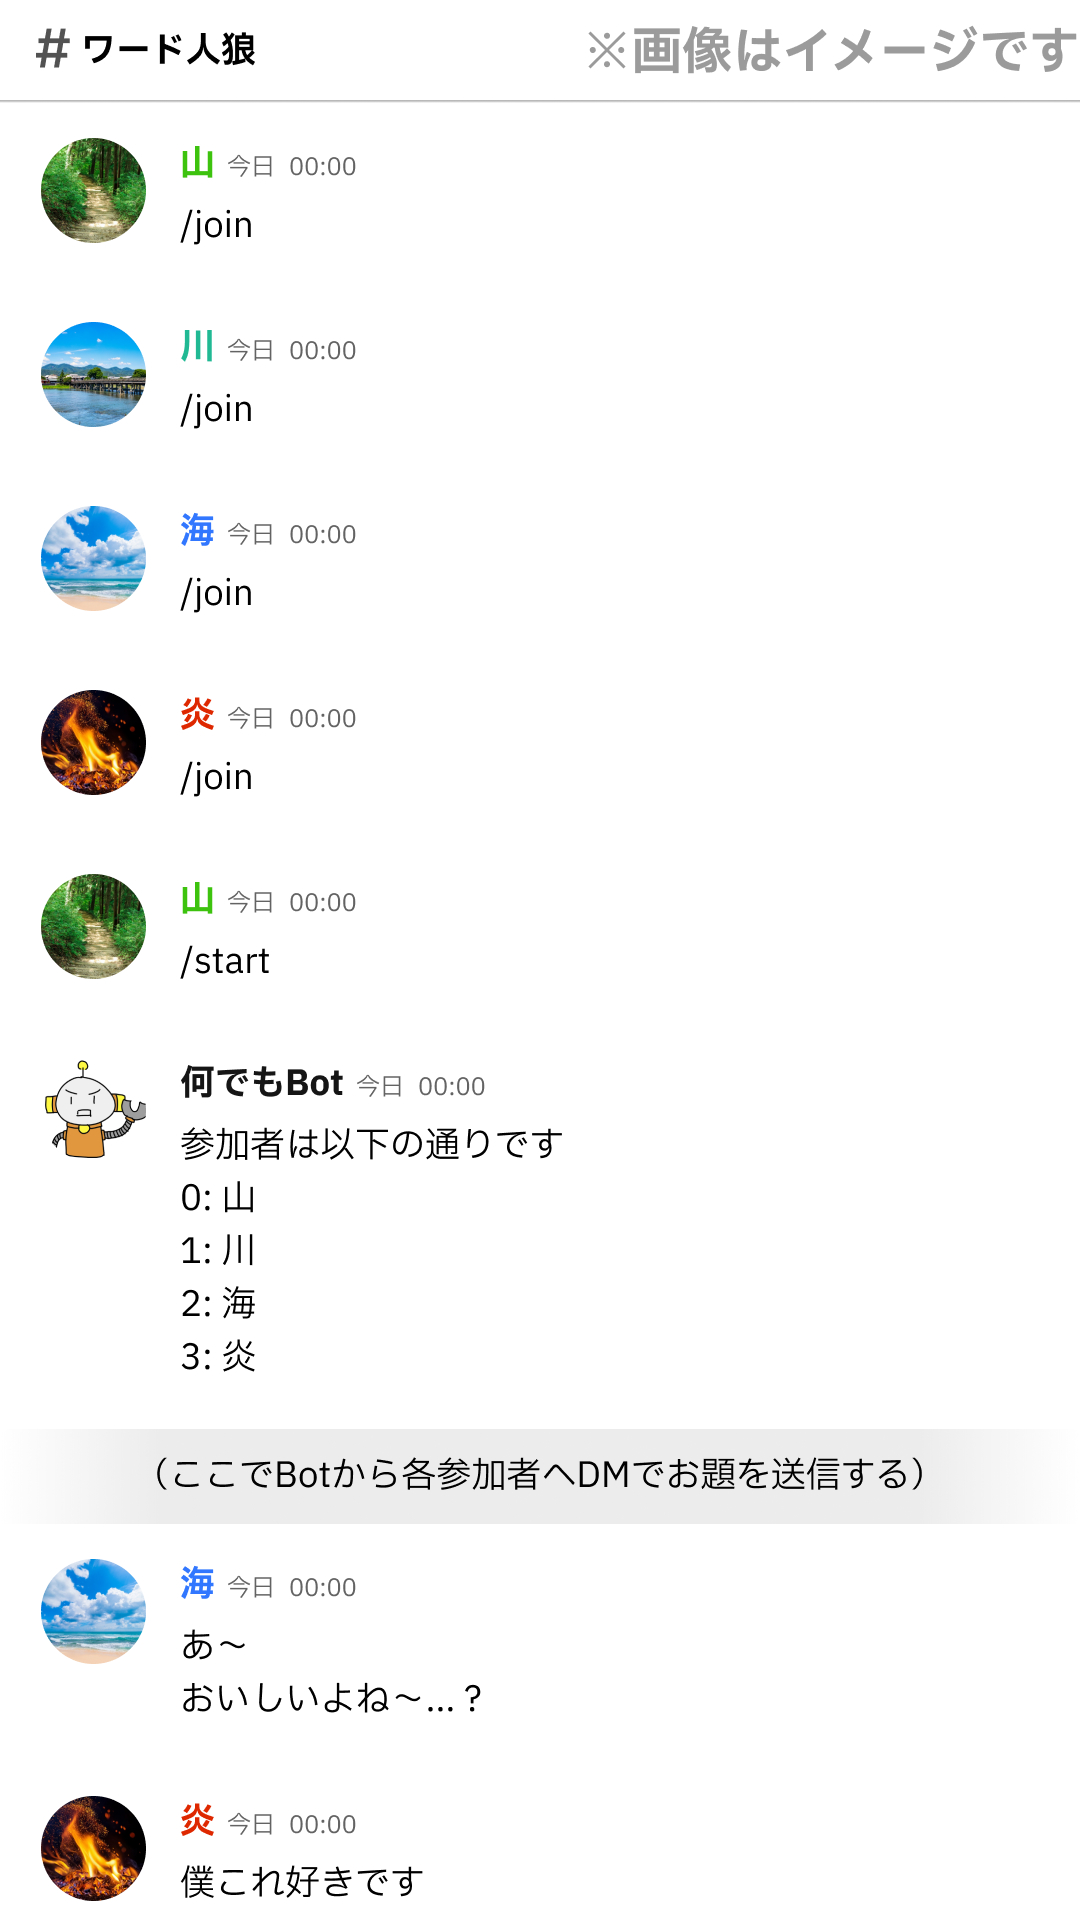 # ワード人狼 ※画像はイメージです
山 今日 00:00
/join
川 今日 00:00
/join
海 今日 00:00
/join
炎 今日 00:00
/join
山 今日 00:00
/start
何でもBot 今日 00:00
参加者は以下の通りです
0: 山
1: 川
2: 海
3: 炎
（ここでBotから各参加者へDMでお題を送信する）
海 今日 00:00
あ〜
おいしいよね〜...？
炎 今日 00:00
僕これ好きです